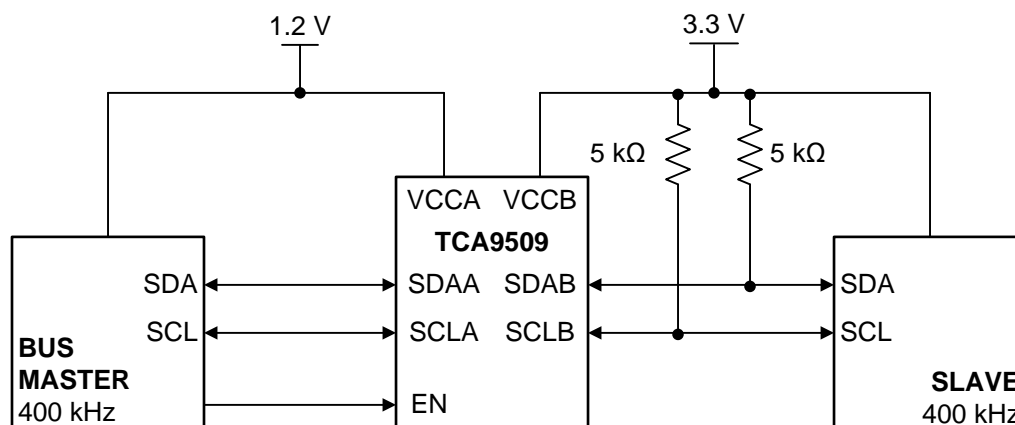 1.2 V
3.3 V
5 kΩ
5 kΩ
VCCA VCCB
TCA9509
SDA
SDAA SDAB
SDA
SCL
SCLA SCLB
SCL
BUS
MASTER
400 kHz
EN
SLAVE
400 kHz